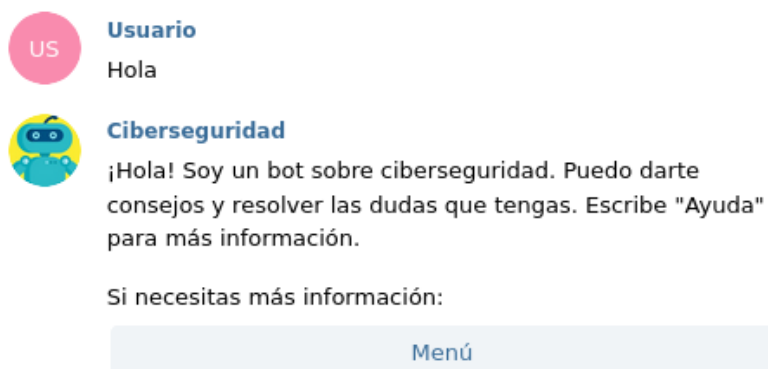 US
Usuario
Hola
Ciberseguridad
¡Hola! Soy un bot sobre ciberseguridad. Puedo darte
consejos y resolver las dudas que tengas. Escribe "Ayuda"
para más información.
Si necesitas más información:
Menú